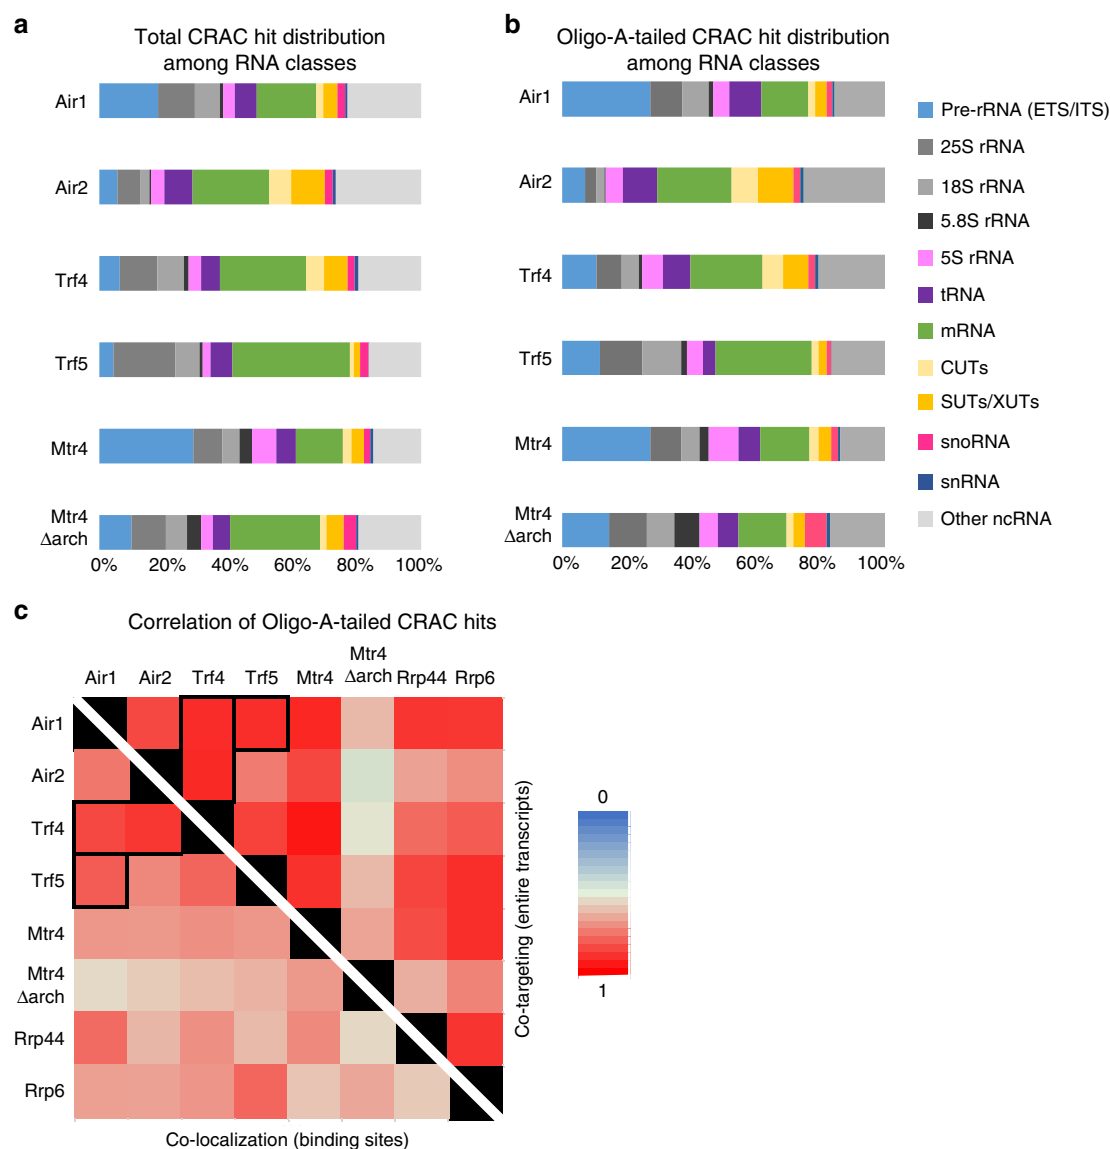 a
Total CRAC hit distribution
among RNA classes
Air1
Air2
Trf4
Trf5
Mtr4
Mtr4
Δarch
0% 20% 40% 60% 80% 100%
b
Oligo-A-tailed CRAC hit distribution
among RNA classes
Air1
Air2
Trf4
Trf5
Mtr4
Mtr4
Δarch
0% 20% 40% 60% 80% 100%
Pre-rRNA (ETS/ITS)
25S rRNA
18S rRNA
5.8S rRNA
5S rRNA
tRNA
mRNA
CUTs
SUTs/XUTs
snoRNA
snRNA
Other ncRNA
c
Correlation of Oligo-A-tailed CRAC hits
Air1 Air2 Trf4 Trf5 Mtr4 Mtr4 Δarch Rrp44 Rrp6
Air1
Air2
Trf4
Trf5
Mtr4
Mtr4
Δarch
Rrp44
Rrp6
Co-localization (binding sites)
Co-targeting (entire transcripts)
0
1